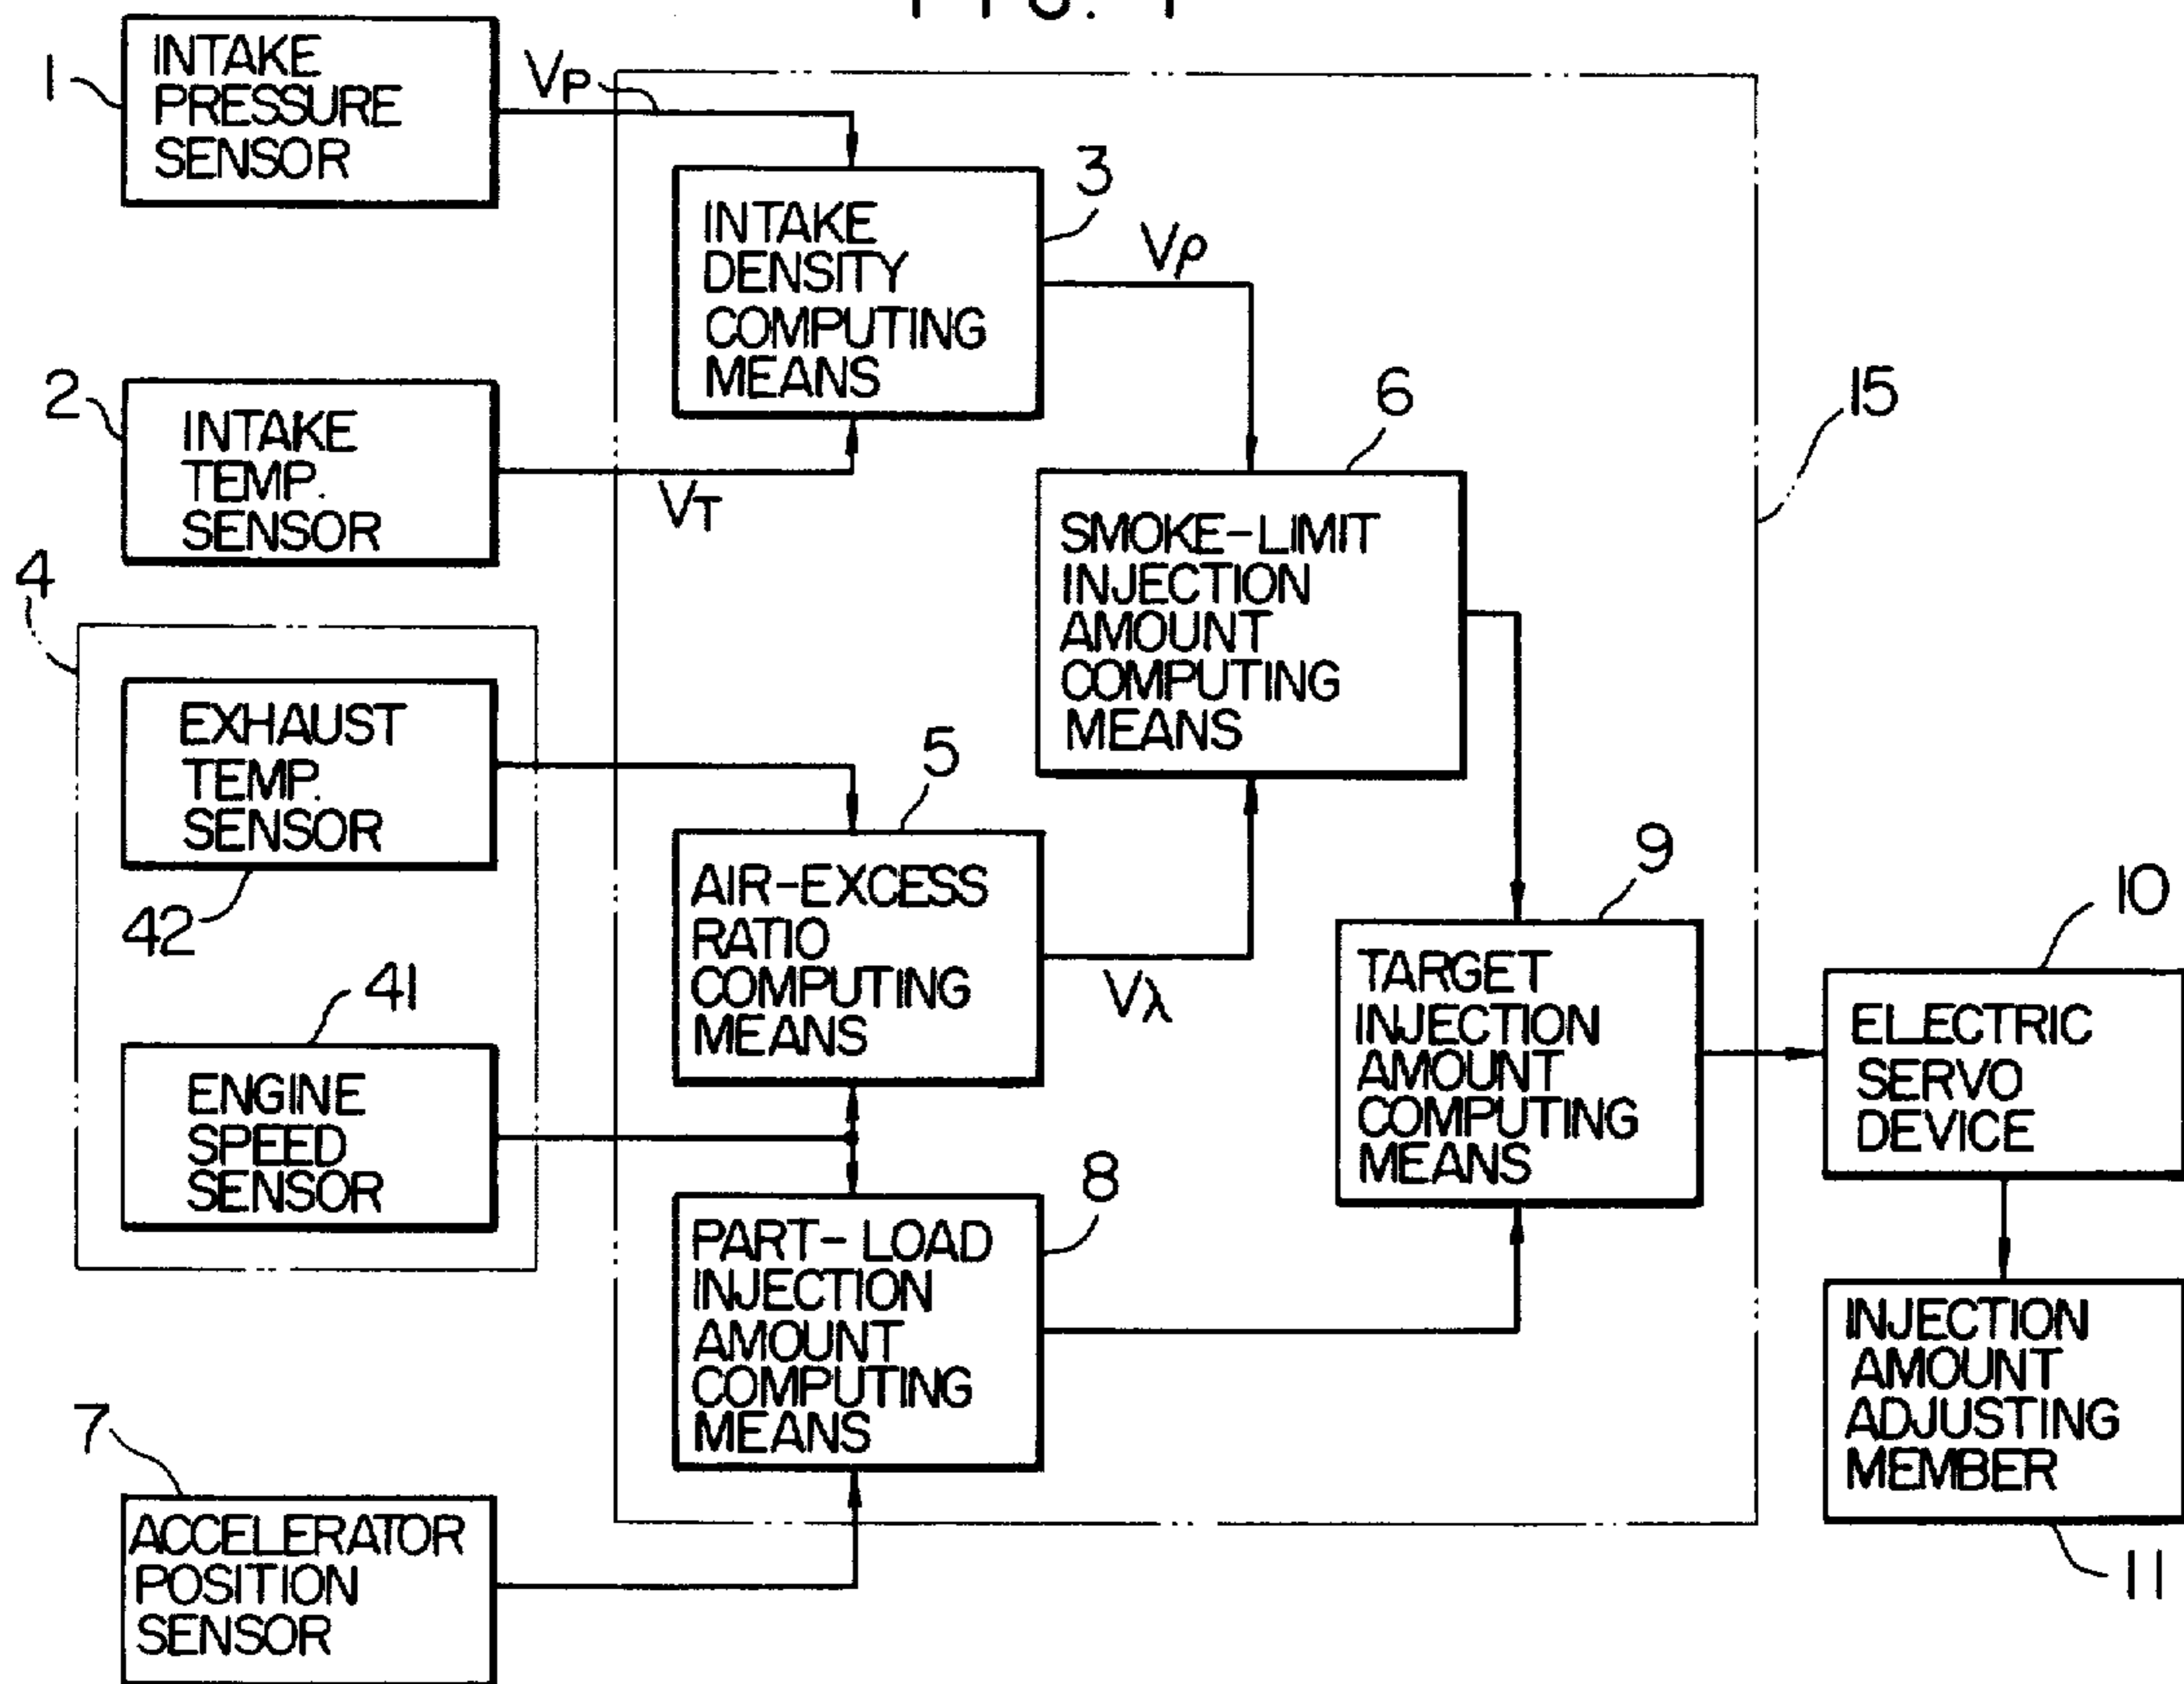 FIG. 1
1
INTAKE
PRESSURE
SENSOR
VP
3
INTAKE
DENSITY
COMPUTING
MEANS
Vρ
2
INTAKE
TEMP.
SENSOR
VT
6
SMOKE-LIMIT
INJECTION
AMOUNT
COMPUTING
MEANS
15
4
EXHAUST
TEMP.
SENSOR
42
5
AIR-EXCESS
RATIO
COMPUTING
MEANS
Vλ
41
ENGINE
SPEED
SENSOR
9
TARGET
INJECTION
AMOUNT
COMPUTING
MEANS
10
ELECTRIC
SERVO
DEVICE
8
PART-LOAD
INJECTION
AMOUNT
COMPUTING
MEANS
INJECTION
AMOUNT
ADJUSTING
MEMBER
11
7
ACCELERATOR
POSITION
SENSOR